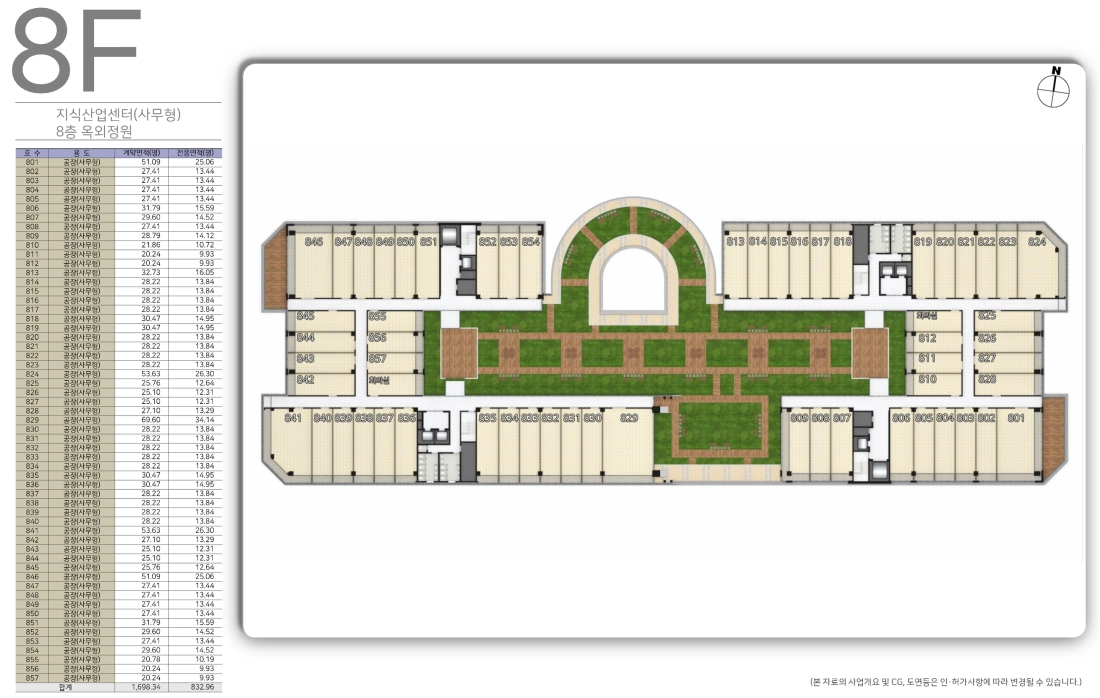 8F
지식산업센터(사무형)
8층 옥외정원
호 수 용 도 계약면적(평) 전용면적(평)
801 공장(사무형) 51.09 25.06
802 공장(사무형) 27.41 13.44
803 공장(사무형) 27.41 13.44
804 공장(사무형) 27.41 13.44
805 공장(사무형) 27.41 13.44
806 공장(사무형) 31.79 15.59
807 공장(사무형) 29.60 14.52
808 공장(사무형) 27.41 13.44
809 공장(사무형) 28.79 14.12
810 공장(사무형) 21.86 10.72
811 공장(사무형) 20.24 9.93
812 공장(사무형) 20.24 9.93
813 공장(사무형) 32.73 16.05
814 공장(사무형) 28.22 13.84
815 공장(사무형) 28.22 13.84
816 공장(사무형) 28.22 13.84
817 공장(사무형) 28.22 13.84
818 공장(사무형) 30.47 14.95
819 공장(사무형) 30.47 14.95
820 공장(사무형) 28.22 13.84
821 공장(사무형) 28.22 13.84
822 공장(사무형) 28.22 13.84
823 공장(사무형) 28.22 13.84
824 공장(사무형) 53.63 26.30
825 공장(사무형) 25.76 12.64
826 공장(사무형) 25.10 12.31
827 공장(사무형) 25.10 12.31
828 공장(사무형) 27.10 13.29
829 공장(사무형) 69.60 34.14
830 공장(사무형) 28.22 13.84
831 공장(사무형) 28.22 13.84
832 공장(사무형) 28.22 13.84
833 공장(사무형) 28.22 13.84
834 공장(사무형) 28.22 13.84
835 공장(사무형) 30.47 14.95
836 공장(사무형) 30.47 14.95
837 공장(사무형) 28.22 13.84
838 공장(사무형) 28.22 13.84
839 공장(사무형) 28.22 13.84
840 공장(사무형) 28.22 13.84
841 공장(사무형) 53.63 26.30
842 공장(사무형) 27.10 13.29
843 공장(사무형) 25.10 12.31
844 공장(사무형) 25.10 12.31
845 공장(사무형) 25.76 12.64
846 공장(사무형) 51.09 25.06
847 공장(사무형) 27.41 13.44
848 공장(사무형) 27.41 13.44
849 공장(사무형) 27.41 13.44
850 공장(사무형) 27.41 13.44
851 공장(사무형) 31.79 15.59
852 공장(사무형) 29.60 14.52
853 공장(사무형) 27.41 13.44
854 공장(사무형) 29.60 14.52
855 공장(사무형) 20.78 10.19
856 공장(사무형) 20.24 9.93
857 공장(사무형) 20.24 9.93
합계 1,698.34 832.96
N
846 847 848 849 850 851 852 853 854 813 814 815 816 817 818 819 820 821 822 823 824
845 855 825
844 856 812 826
843 857 811 827
842 810 828
841 840 839 838 837 836 835 834 833 832 831 830 829 809 808 807 806 805 804 803 802 801
(본 자료의 사업개요 및 CG, 도면등은 인·허가사항에 따라 변경될 수 있습니다.)